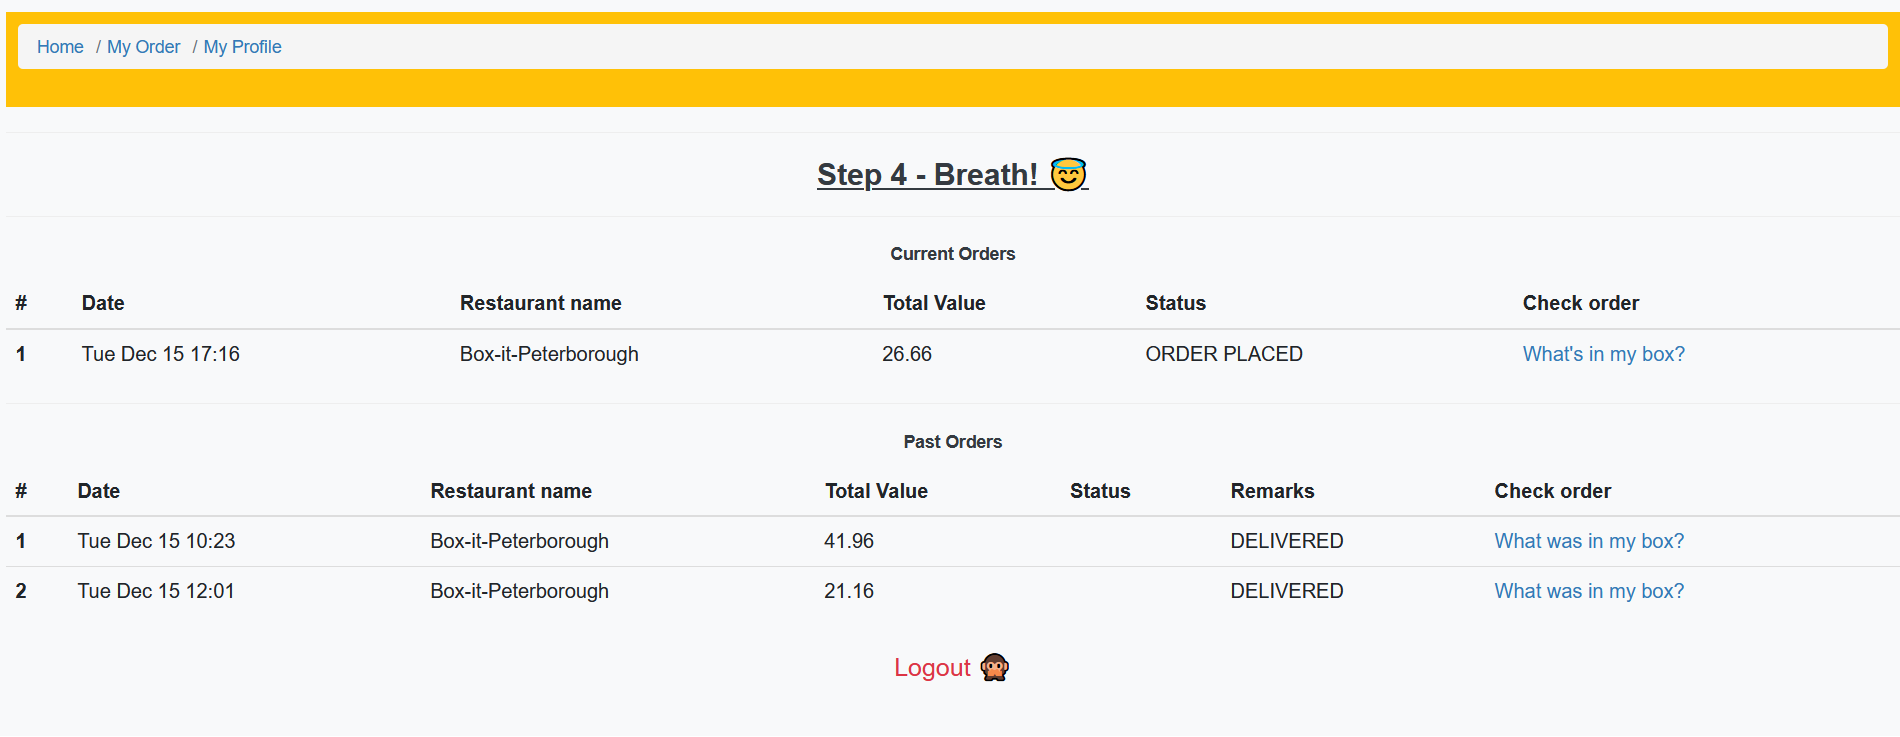 Home / My Order / My Profile
Step 4 - Breath! 😇
Current Orders
# Date Restaurant name Total Value Status Check order
1 Tue Dec 15 17:16 Box-it-Peterborough 26.66 ORDER PLACED What's in my box?
Past Orders
# Date Restaurant name Total Value Status Remarks Check order
1 Tue Dec 15 10:23 Box-it-Peterborough 41.96 DELIVERED What was in my box?
2 Tue Dec 15 12:01 Box-it-Peterborough 21.16 DELIVERED What was in my box?
Logout 🙊